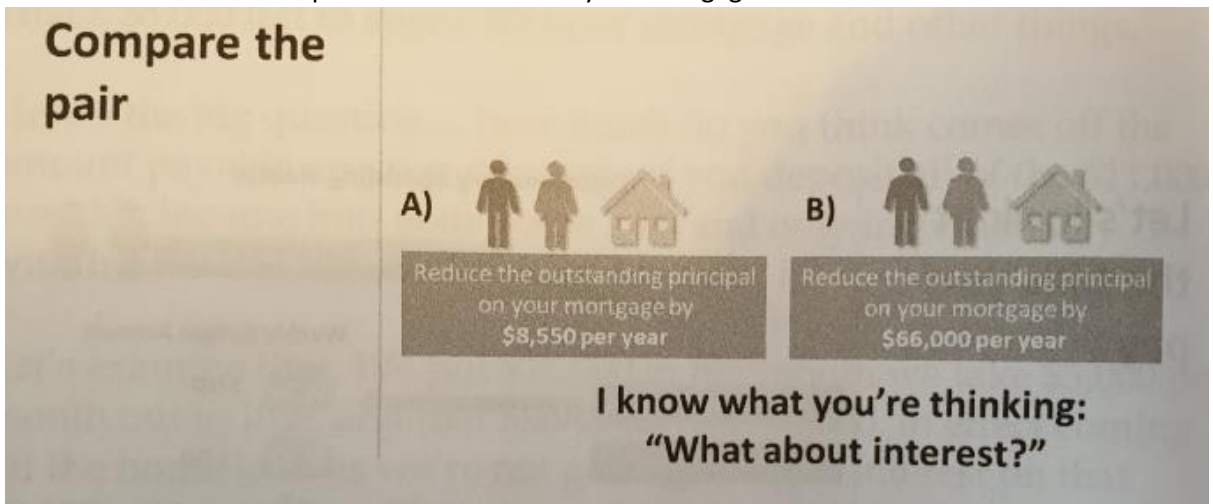 Compare the
pair
A)
Reduce the outstanding principal
on your mortgage by
$8,550 per year
B)
Reduce the outstanding principal
on your mortgage by
$66,000 per year
I know what you're thinking:
"What about interest?"